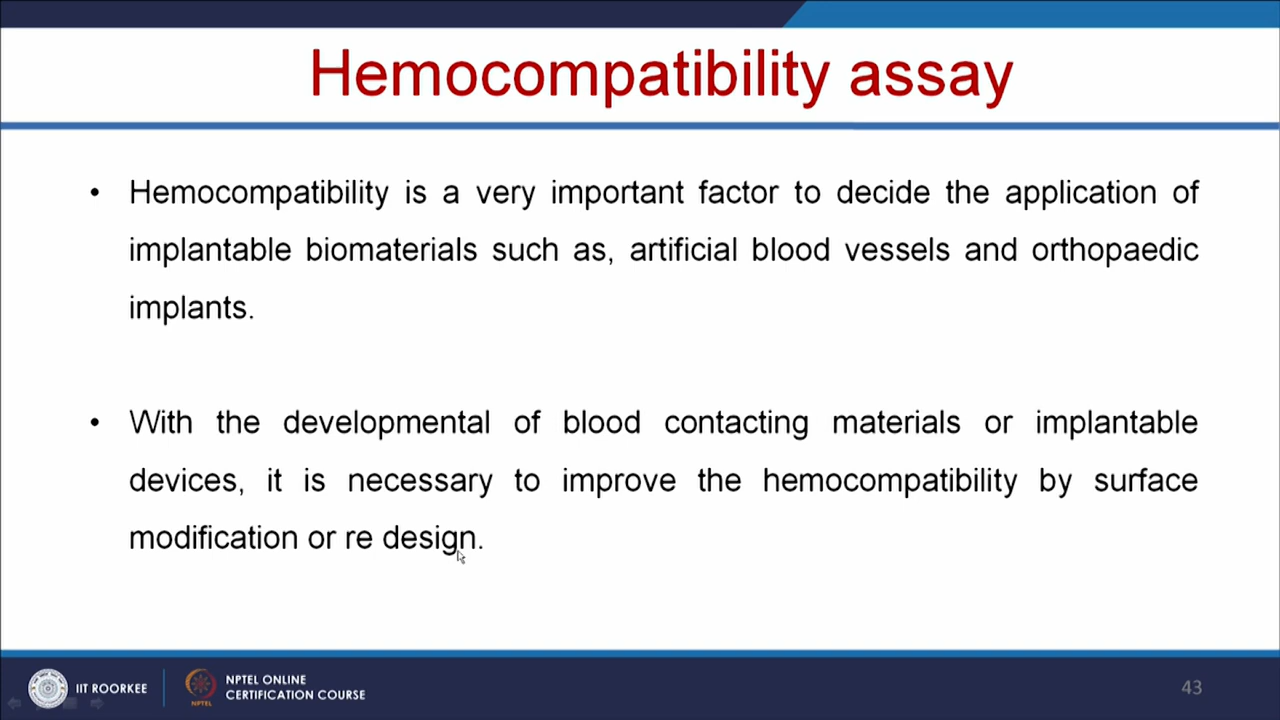 Hemocompatibility assay
• Hemocompatibility is a very important factor to decide the application of
implantable biomaterials such as, artificial blood vessels and orthopaedic
implants.
• With the developmental of blood contacting materials or implantable
devices, it is necessary to improve the hemocompatibility by surface
modification or re design.
IIT ROORKEE
NPTEL
NPTEL ONLINE
CERTIFICATION COURSE
43